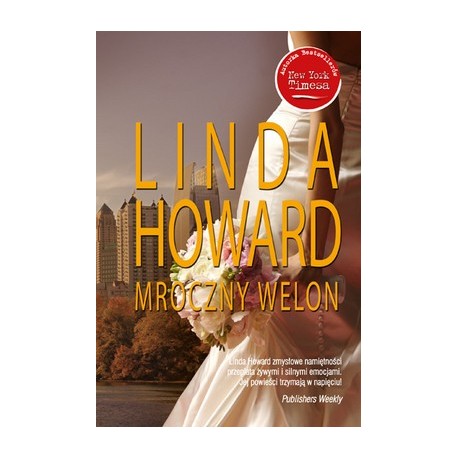 Autorka Bestsellerów
New York
Timesa
LINDA
HOWARD
MROCZNY WELON
Linda Howard zmysłowe namiętności
przeplata żywymi i silnymi emocjami.
Jej powieści trzymają w napięciu!
Publishers Weekly